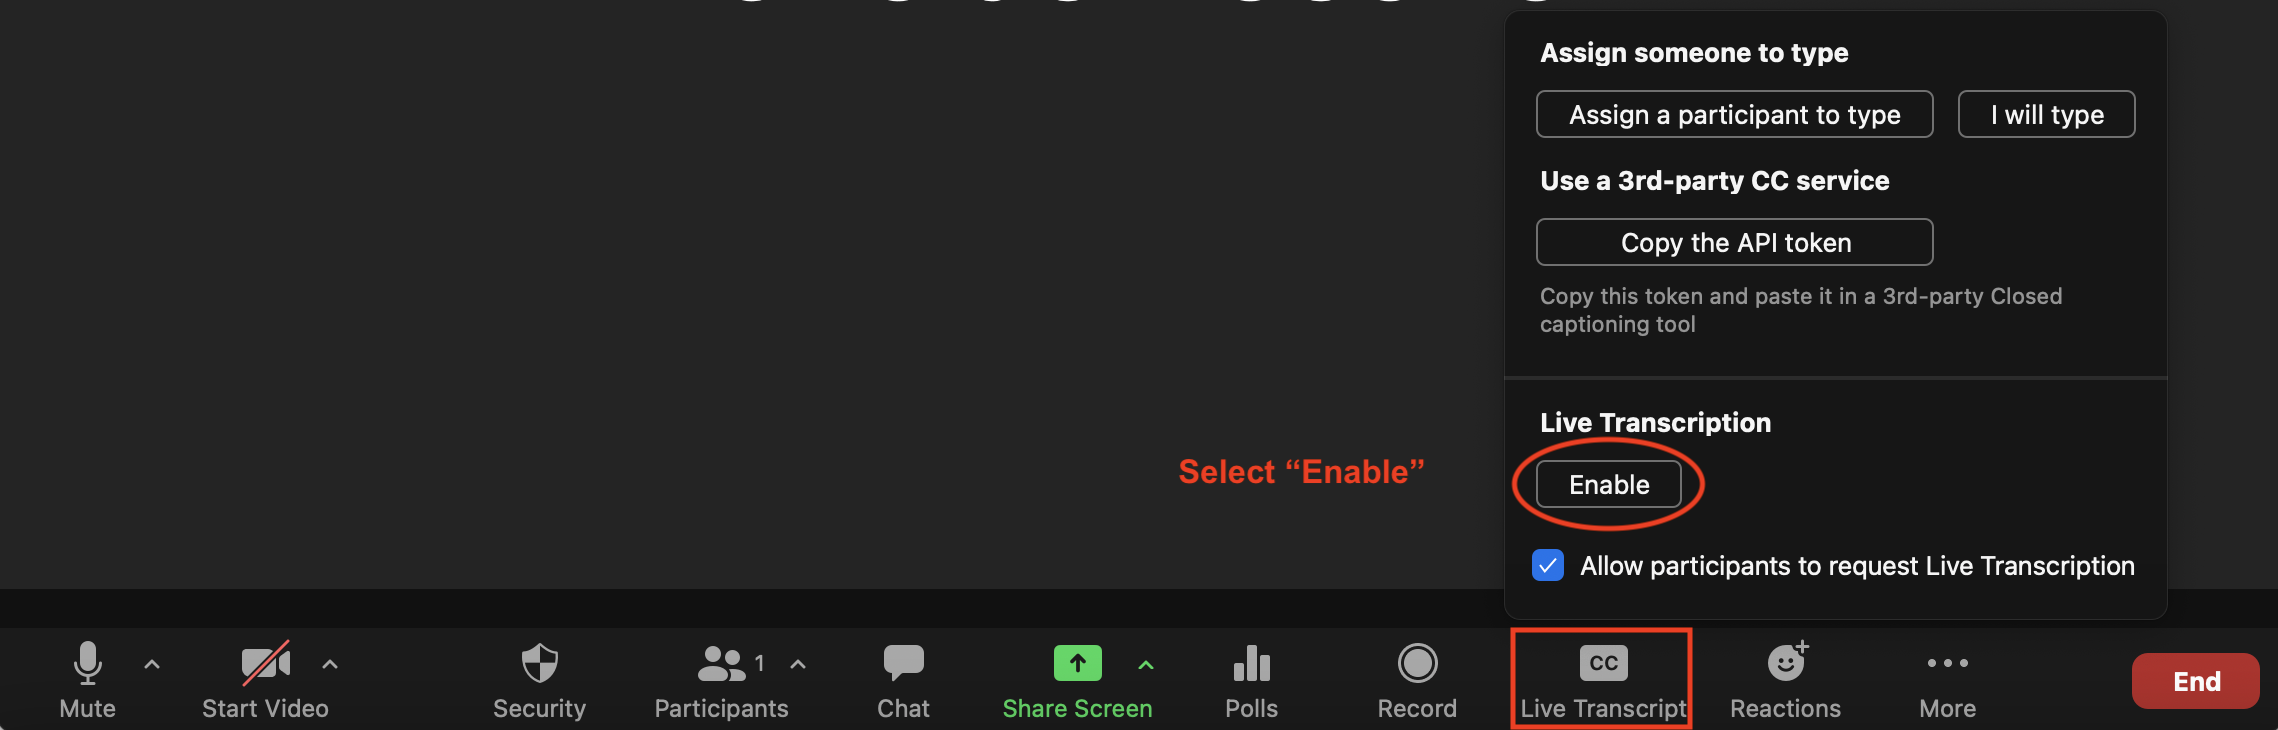 Assign someone to type
Assign a participant to type
I will type
Use a 3rd-party CC service
Copy the API token
Copy this token and paste it in a 3rd-party Closed
captioning tool
Live Transcription
Select “Enable”
Enable
Allow participants to request Live Transcription
1
CC
Mute
Start Video
Security
Participants
Chat
Share Screen
Polls
Record
Live Transcript
Reactions
More
End